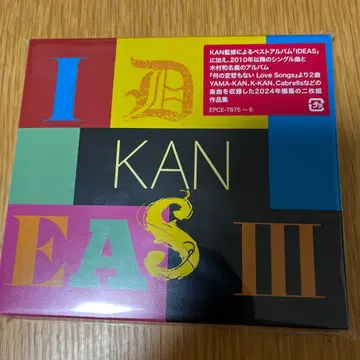 KAN監修によるベストアルバム「IDEAS」
に加え、2010年以降のシングル曲と
木村和名義のアルバム
『何の変哲もない Love Songs』より2曲
YAMA-KAN、K-KAN、Cabrellsなどの
楽曲を収録した2024年編纂の二枚組
作品集
EPCE-7875～6
I D
KAN
EAS III